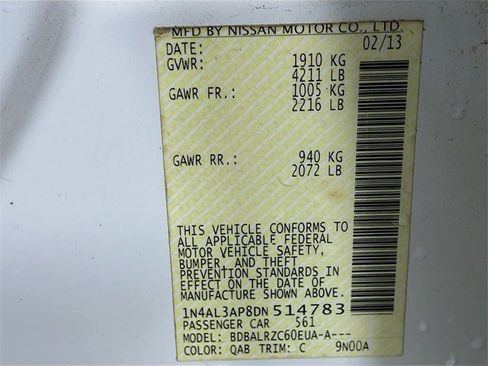 MFD BY NISSAN MOTOR CO., LTD.
DATE: 02/13
GVWR: 1910 KG
4211 LB
GAWR FR.: 1005 KG
2216 LB
GAWR RR.: 940 KG
2072 LB
THIS VEHICLE CONFORMS TO
ALL APPLICABLE FEDERAL
MOTOR VEHICLE SAFETY,
BUMPER, AND THEFT
PREVENTION STANDARDS IN
EFFECT ON THE DATE OF
MANUFACTURE SHOWN ABOVE.
1N4AL3AP8DN 514783
PASSENGER CAR 561
MODEL: BDBALRZC60EUA-A---
COLOR: QAB TRIM: C 9N00A